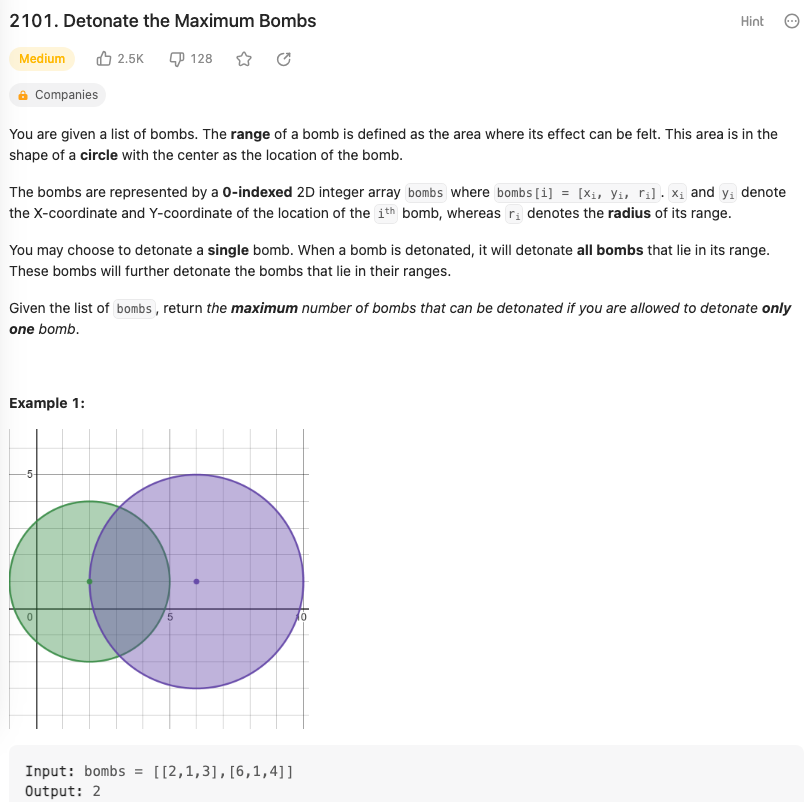 2101. Detonate the Maximum Bombs
Hint
Medium
2.5K
128
Companies
You are given a list of bombs. The range of a bomb is defined as the area where its effect can be felt. This area is in the
shape of a circle with the center as the location of the bomb.
The bombs are represented by a 0-indexed 2D integer array bombs where bombs[i] = [xᵢ, yᵢ, rᵢ]. xᵢ and yᵢ denote
the X-coordinate and Y-coordinate of the location of the iᵗʰ bomb, whereas rᵢ denotes the radius of its range.
You may choose to detonate a single bomb. When a bomb is detonated, it will detonate all bombs that lie in its range.
These bombs will further detonate the bombs that lie in their ranges.
Given the list of bombs, return the maximum number of bombs that can be detonated if you are allowed to detonate only
one bomb.
Example 1:
5
0 5 10
Input: bombs = [[2,1,3],[6,1,4]]
Output: 2